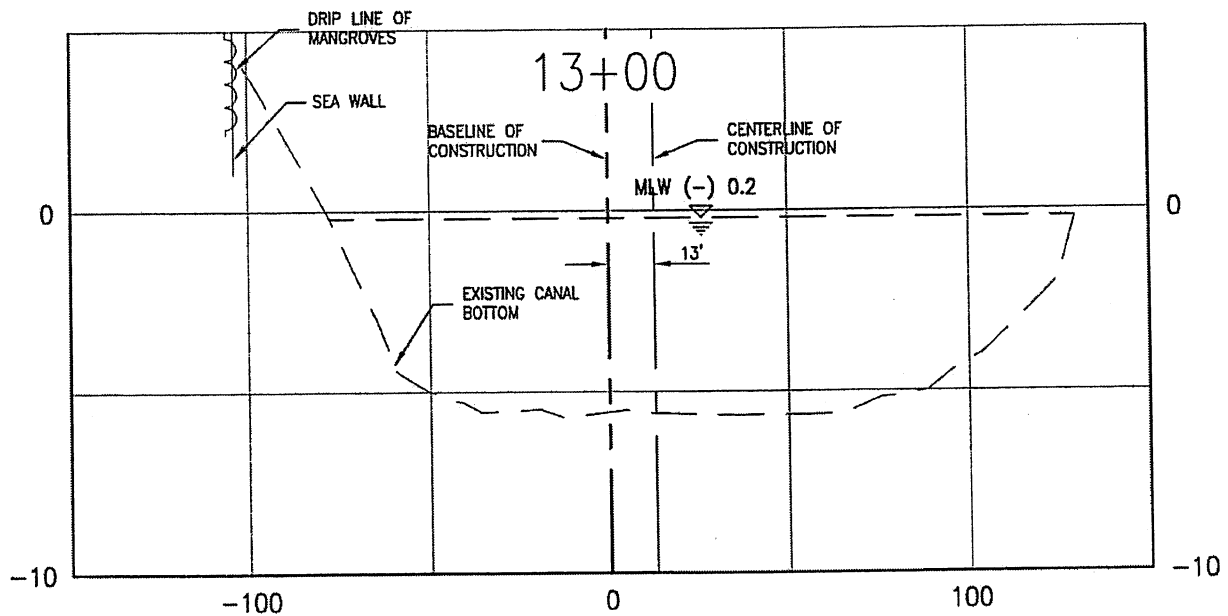 DRIP LINE OF
MANGROVES
13+00
SEA WALL
BASELINE OF
CONSTRUCTION
CENTERLINE OF
CONSTRUCTION
MLW (-) 0.2
0
0
13'
EXISTING CANAL
BOTTOM
-10
-10
-100
0
100